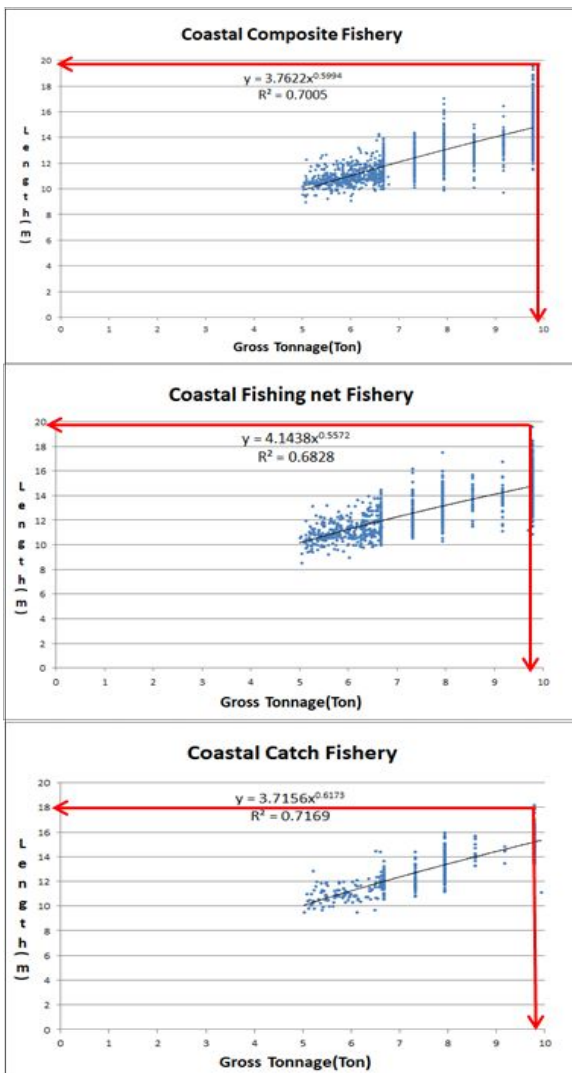 Coastal Composite Fishery
y = 3.7622x^0.5994
R² = 0.7005
20
18
16
14
12
10
8
6
4
2
0
Length(m)
0 1 2 3 4 5 6 7 8 9 10
Gross Tonnage(Ton)
Coastal Fishing net Fishery
y = 4.1438x^0.5572
R² = 0.6828
20
18
16
14
12
10
8
6
4
2
0
Length(m)
0 1 2 3 4 5 6 7 8 9 10
Gross Tonnage(Ton)
Coastal Catch Fishery
y = 3.7156x^0.6173
R² = 0.7169
20
18
16
14
12
10
8
6
4
2
0
Length(m)
0 1 2 3 4 5 6 7 8 9 10
Gross Tonnage(Ton)